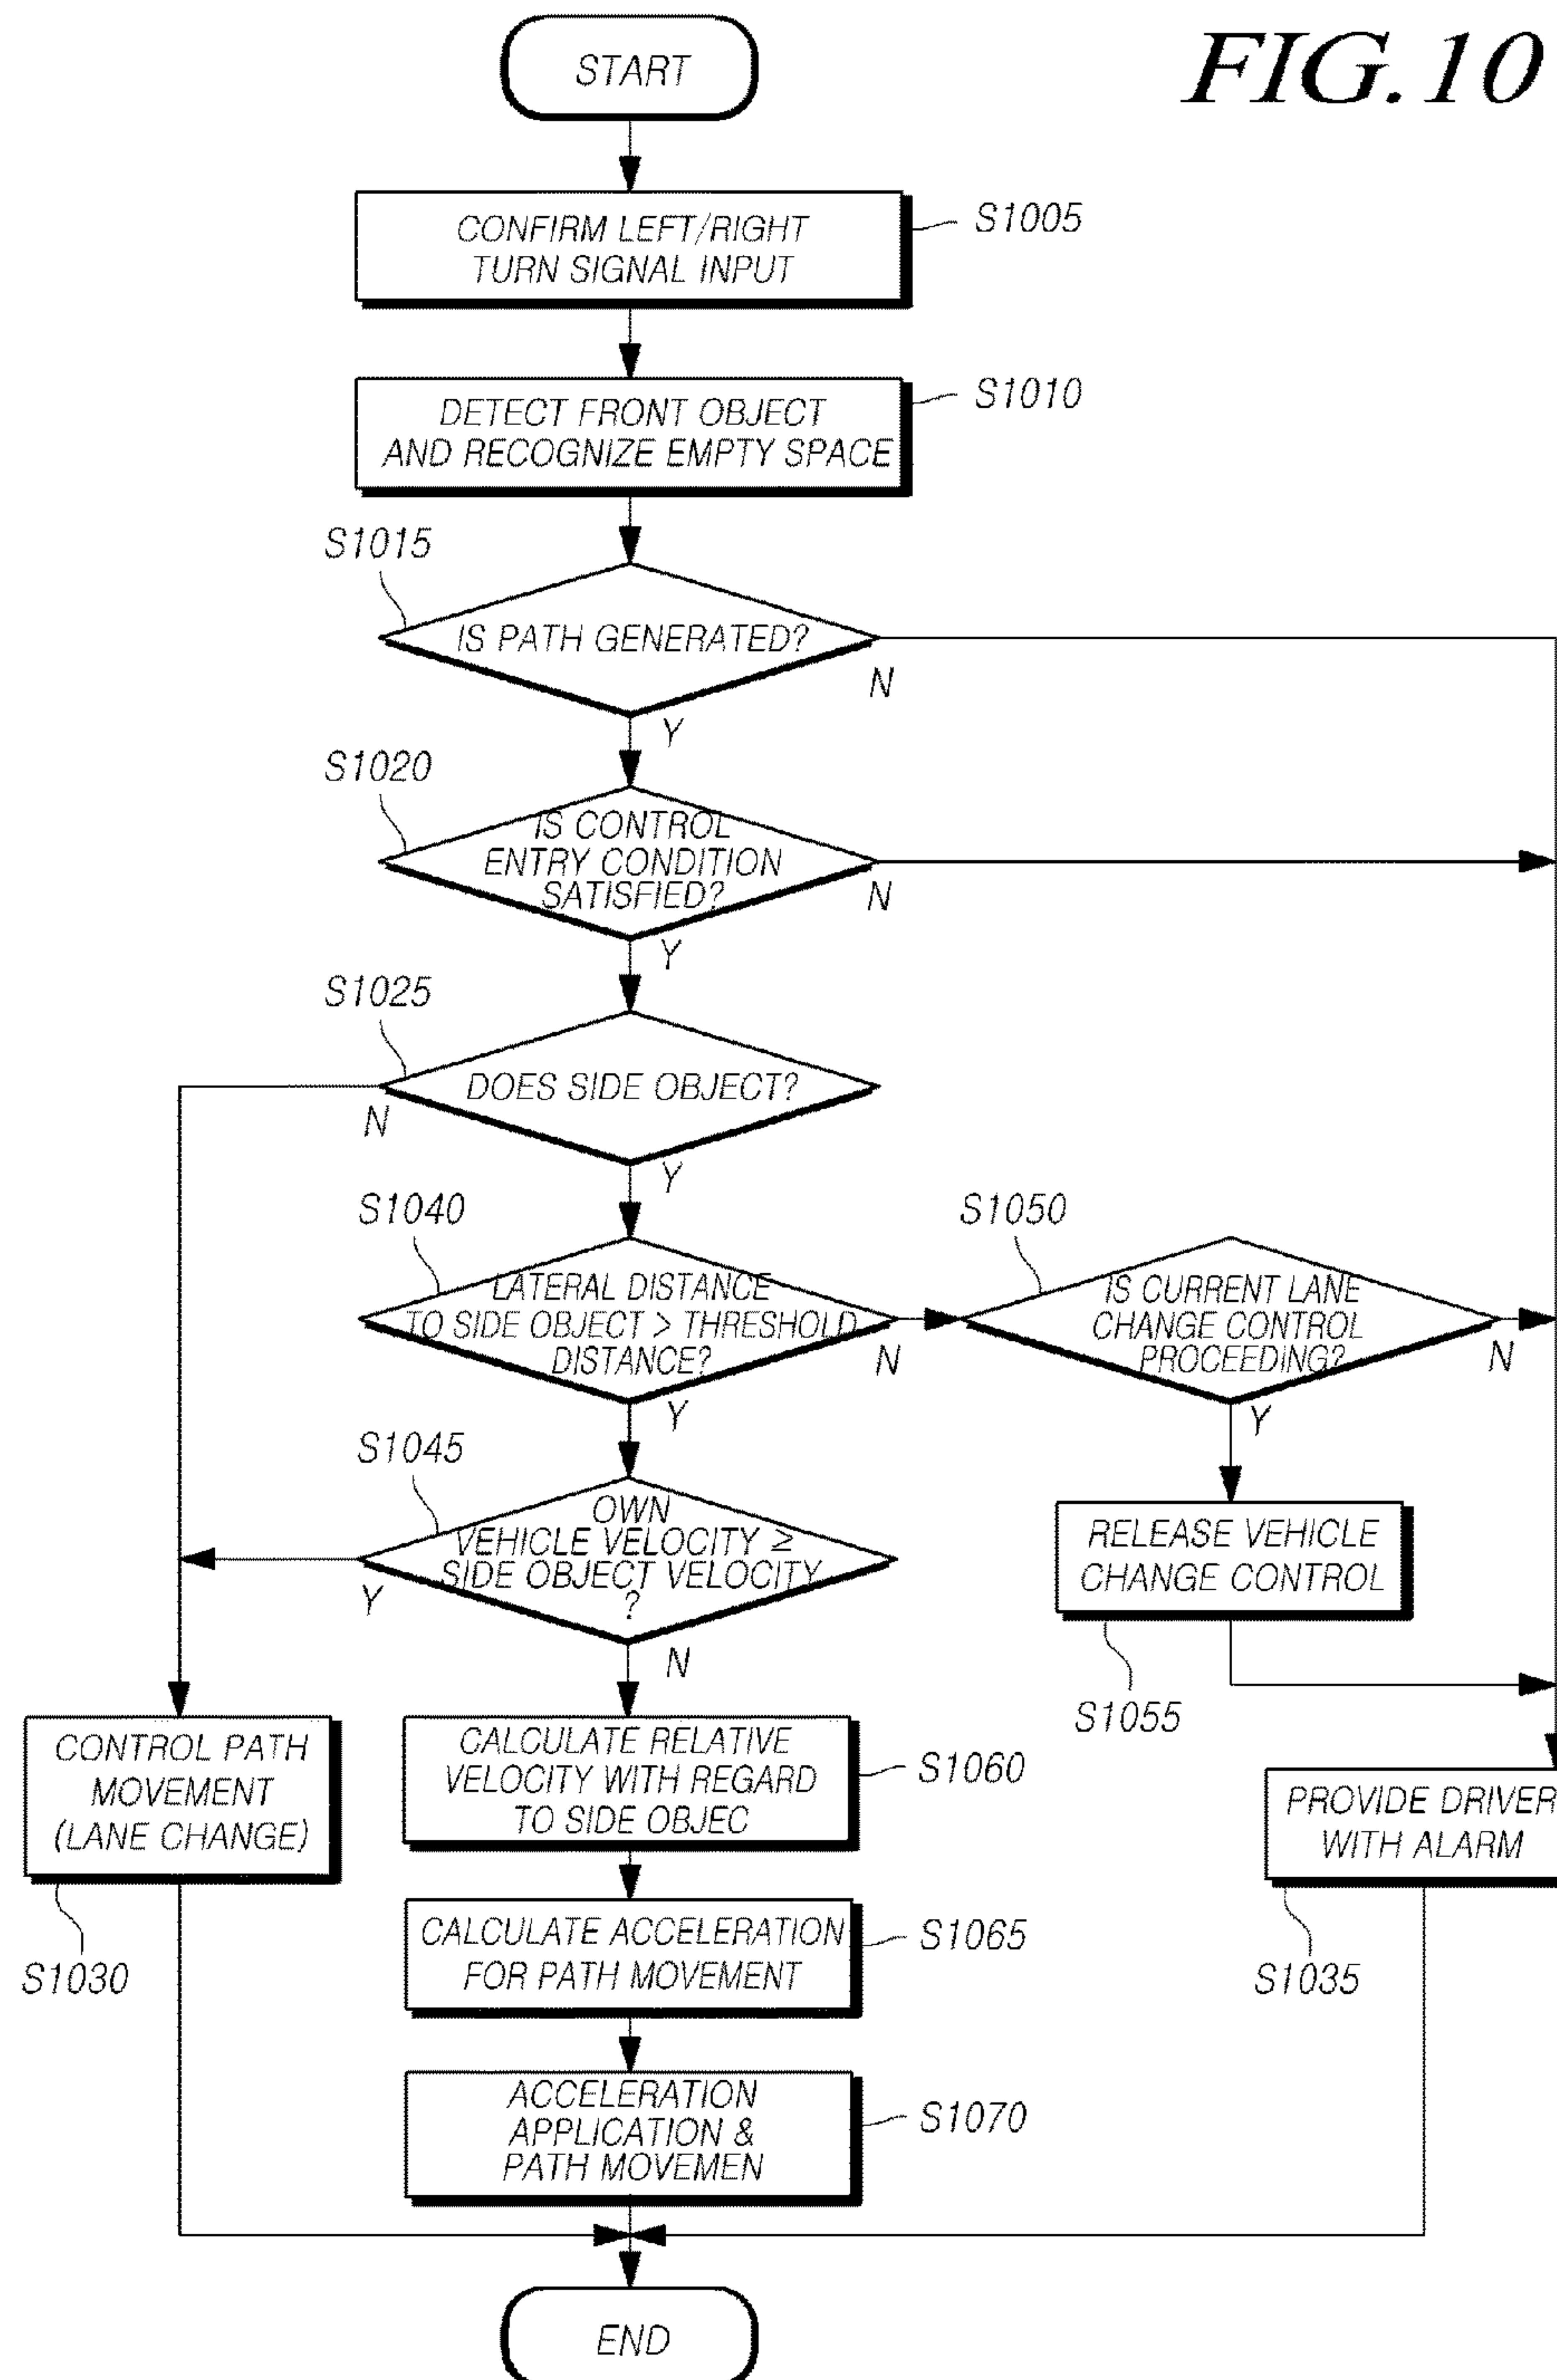 FIG.10
START
CONFIRM LEFT/RIGHT
TURN SIGNAL INPUT
S1005
DETECT FRONT OBJECT
AND RECOGNIZE EMPTY SPACE
S1010
S1015
IS PATH GENERATED?
N
Y
S1020
IS CONTROL
ENTRY CONDITION
SATISFIED?
N
Y
S1025
DOES SIDE OBJECT?
N
Y
S1040
LATERAL DISTANCE
TO SIDE OBJECT > THRESHOLD
DISTANCE?
N
Y
S1050
IS CURRENT LANE
CHANGE CONTROL
PROCEEDING?
N
Y
S1045
OWN
VEHICLE VELOCITY ≥
SIDE OBJECT VELOCITY
?
Y
N
RELEASE VEHICLE
CHANGE CONTROL
S1055
CONTROL PATH
MOVEMENT
(LANE CHANGE)
S1030
CALCULATE RELATIVE
VELOCITY WITH REGARD
TO SIDE OBJEC
S1060
PROVIDE DRIVER
WITH ALARM
S1035
CALCULATE ACCELERATION
FOR PATH MOVEMENT
S1065
ACCELERATION
APPLICATION &
PATH MOVEMEN
S1070
END